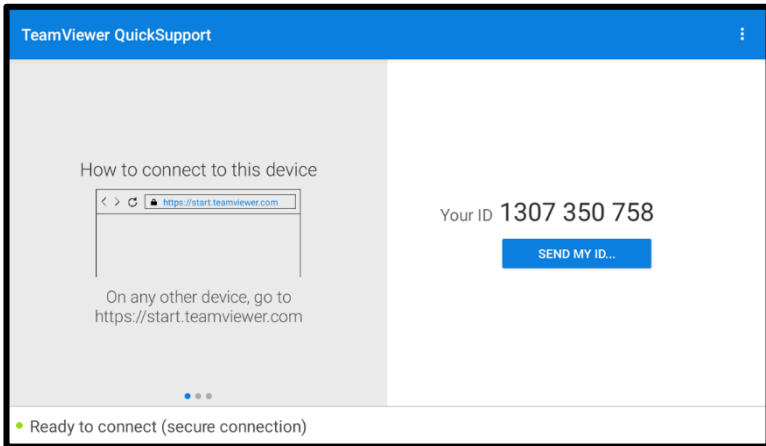 TeamViewer QuickSupport
How to connect to this device
https://start.teamviewer.com
On any other device, go to
https://start.teamviewer.com
Your ID 1307 350 758
SEND MY ID...
Ready to connect (secure connection)